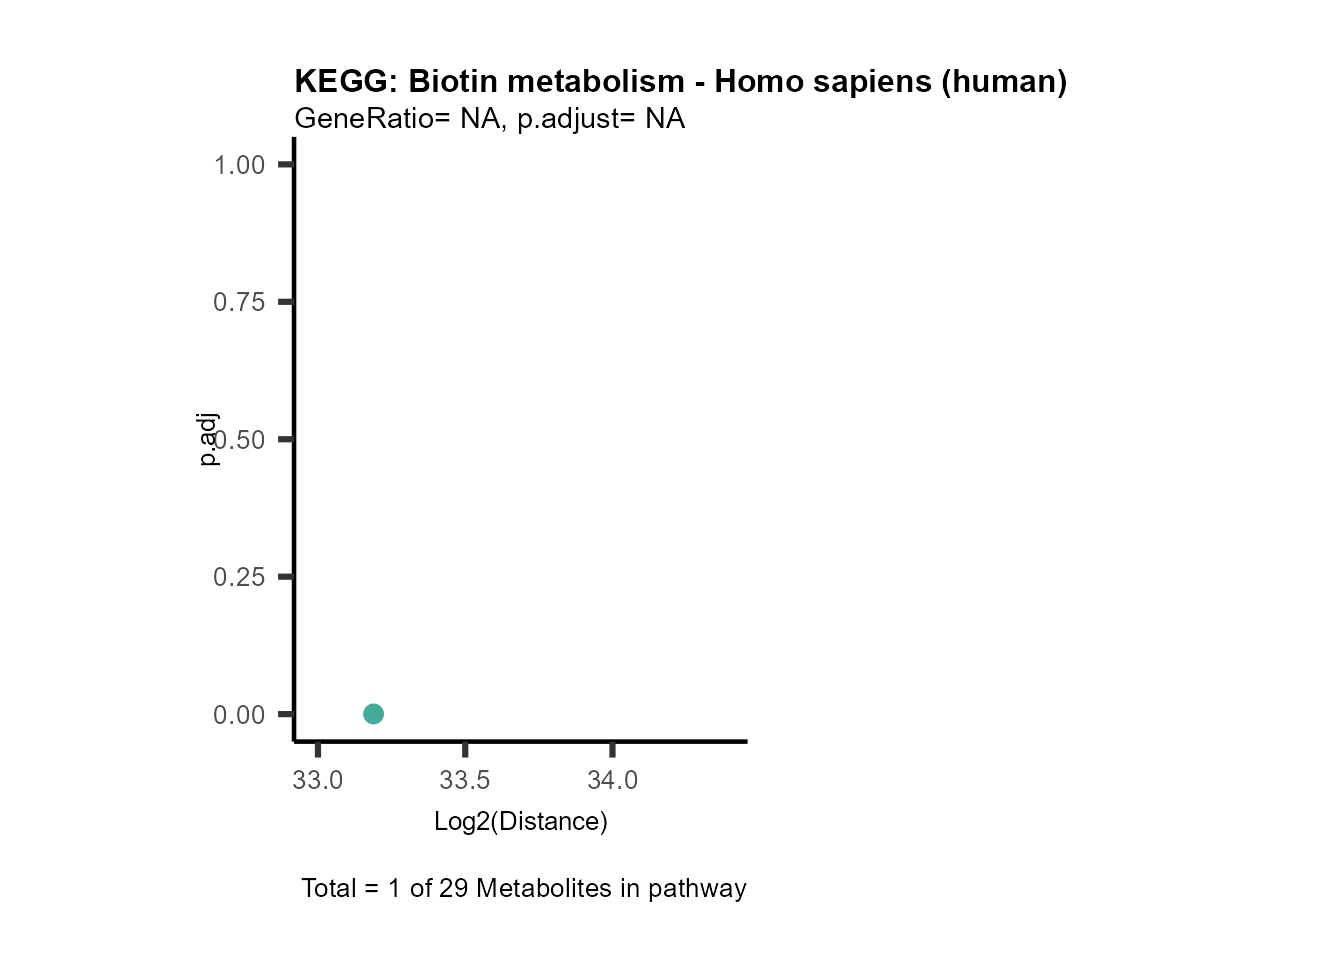 KEGG: Biotin metabolism - Homo sapiens (human)
GeneRatio= NA, p.adjust= NA
1.00
0.75
p.adj
0.50
0.25
0.00
33.0 33.5 34.0
Log2(Distance)
Total = 1 of 29 Metabolites in pathway